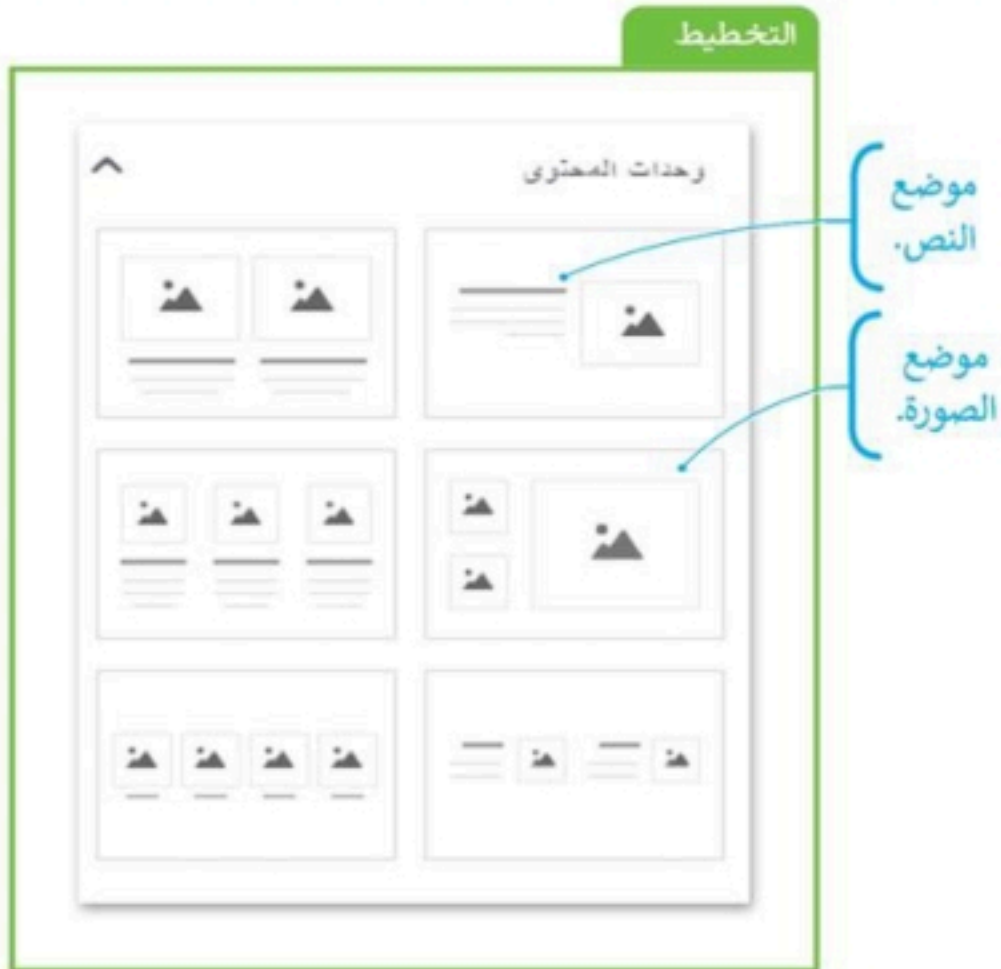 التخطيط
وحدات المحتوى
موضع
النص.
موضع
الصورة.